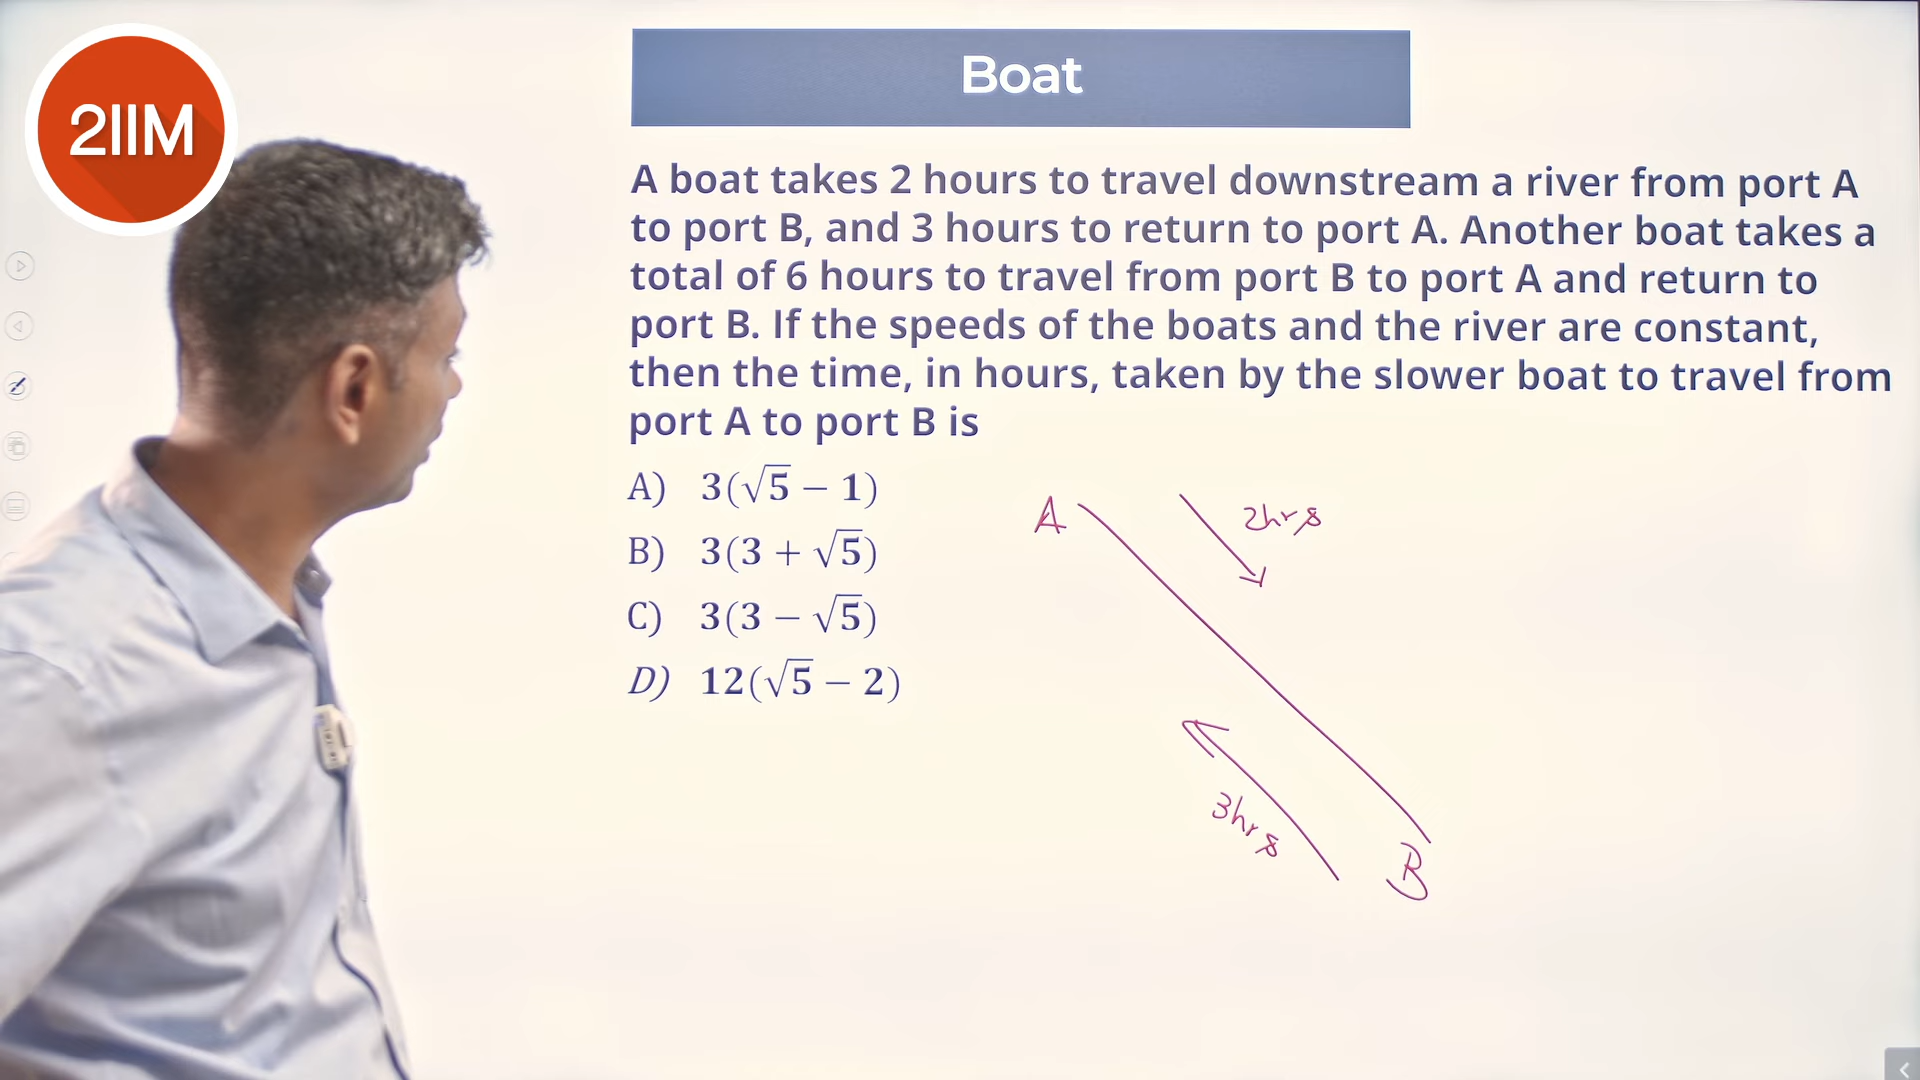 2IIM
Boat
A boat takes 2 hours to travel downstream a river from port A
to port B, and 3 hours to return to port A. Another boat takes a
total of 6 hours to travel from port B to port A and return to
port B. If the speeds of the boats and the river are constant,
then the time, in hours, taken by the slower boat to travel from
port A to port B is
A) 3(√5 − 1)
B) 3(3 + √5)
C) 3(3 − √5)
D) 12(√5 − 2)
A
2hrs
3hrs
B